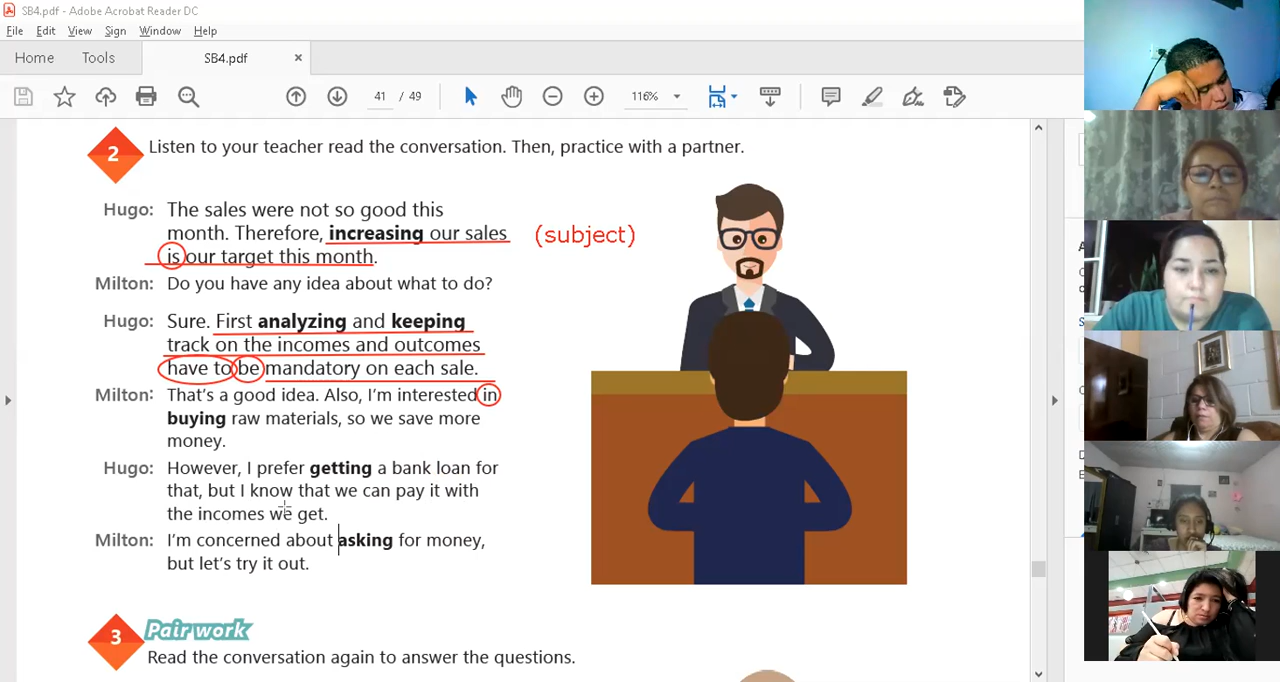 SB4.pdf - Adobe Acrobat Reader DC
File Edit View Sign Window Help
Home Tools SB4.pdf ×
41 / 49 116%
2 Listen to your teacher read the conversation. Then, practice with a partner.
Hugo: The sales were not so good this
month. Therefore, increasing our sales (subject)
is our target this month.
Milton: Do you have any idea about what to do?
Hugo: Sure. First analyzing and keeping
track on the incomes and outcomes
have to be mandatory on each sale.
Milton: That's a good idea. Also, I'm interested in
buying raw materials, so we save more
money.
Hugo: However, I prefer getting a bank loan for
that, but I know that we can pay it with
the incomes we get.
Milton: I'm concerned about asking for money,
but let's try it out.
3 Pair work
Read the conversation again to answer the questions.